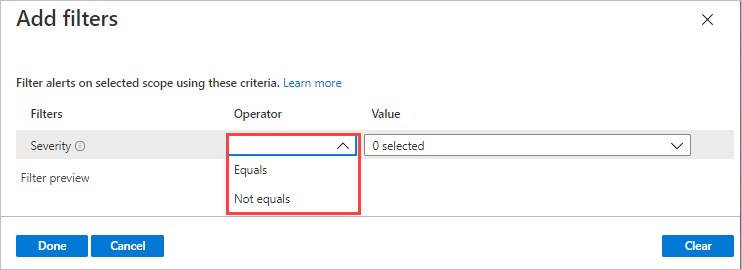 Add filters
Filter alerts on selected scope using these criteria. Learn more
Filters Operator Value
Severity 0 selected
Equals
Filter preview
Not equals
Done Cancel Clear